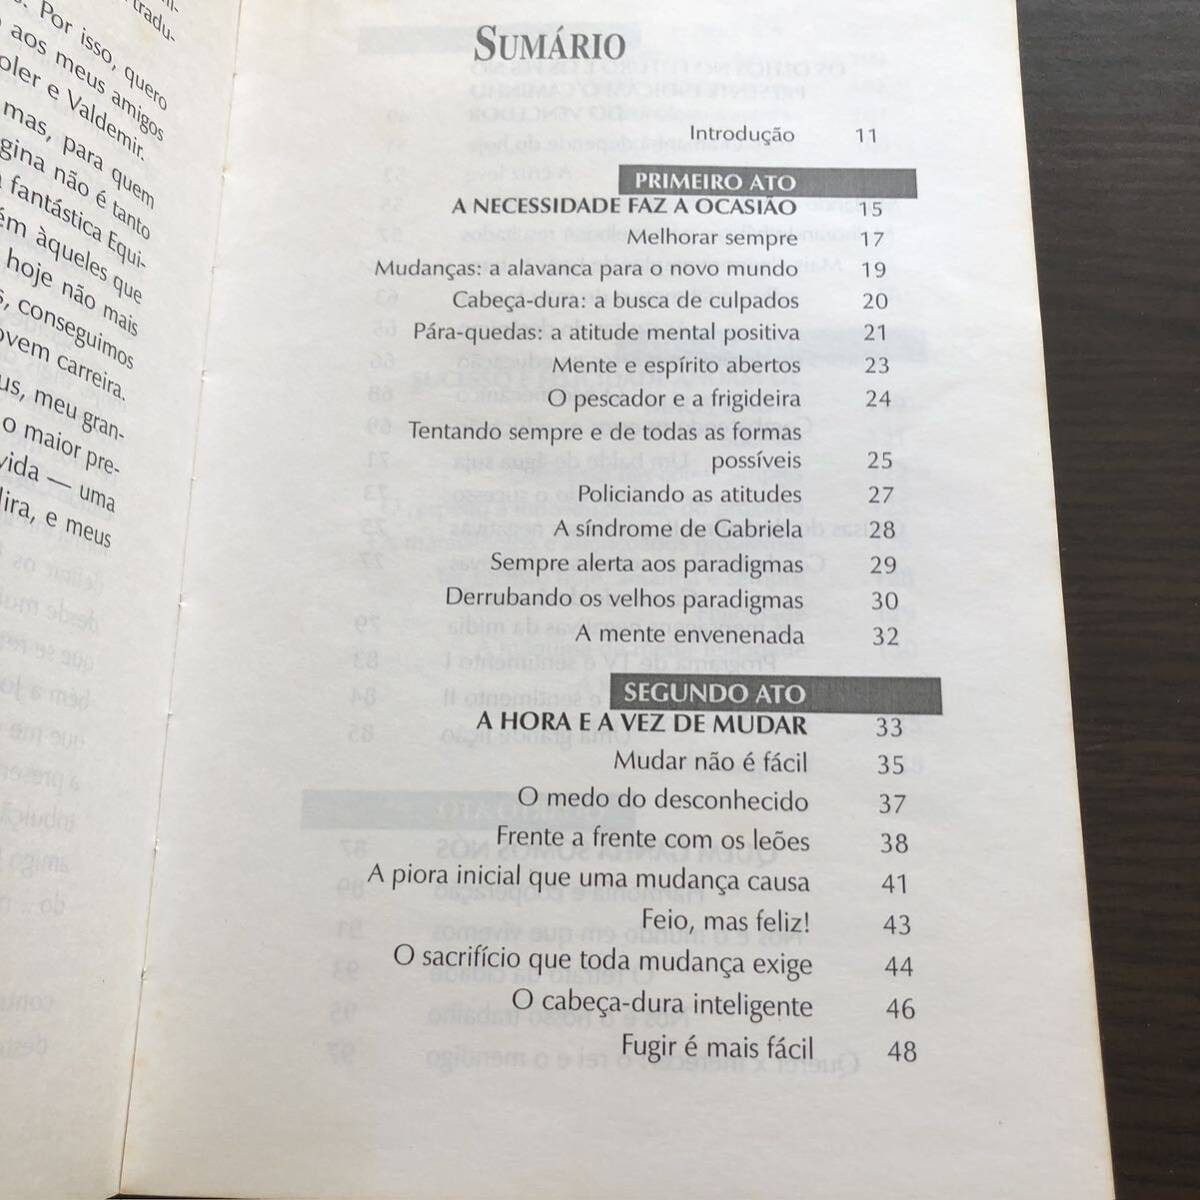 tradu-
Por isso, quero
aos meus amigos
oler e Valdemir.
mas, para quem
gina não é tanto
fantástica Equi-
ém àqueles que
hoje não mais
s, conseguimos
ovem carreira.
us, meu gran-
o maior pre-
vida — uma
lira, e meus
SUMÁRIO
Introdução 11
PRIMEIRO ATO
A NECESSIDADE FAZ A OCASIÃO 15
Melhorar sempre 17
Mudanças: a alavanca para o novo mundo 19
Cabeça-dura: a busca de culpados 20
Pára-quedas: a atitude mental positiva 21
Mente e espírito abertos 23
O pescador e a frigideira 24
Tentando sempre e de todas as formas
possíveis 25
Policiando as atitudes 27
A síndrome de Gabriela 28
Sempre alerta aos paradigmas 29
Derrubando os velhos paradigmas 30
A mente envenenada 32
SEGUNDO ATO
A HORA E A VEZ DE MUDAR 33
Mudar não é fácil 35
O medo do desconhecido 37
Frente a frente com os leões 38
A piora inicial que uma mudança causa 41
Feio, mas feliz! 43
O sacrifício que toda mudança exige 44
O cabeça-dura inteligente 46
Fugir é mais fácil 48